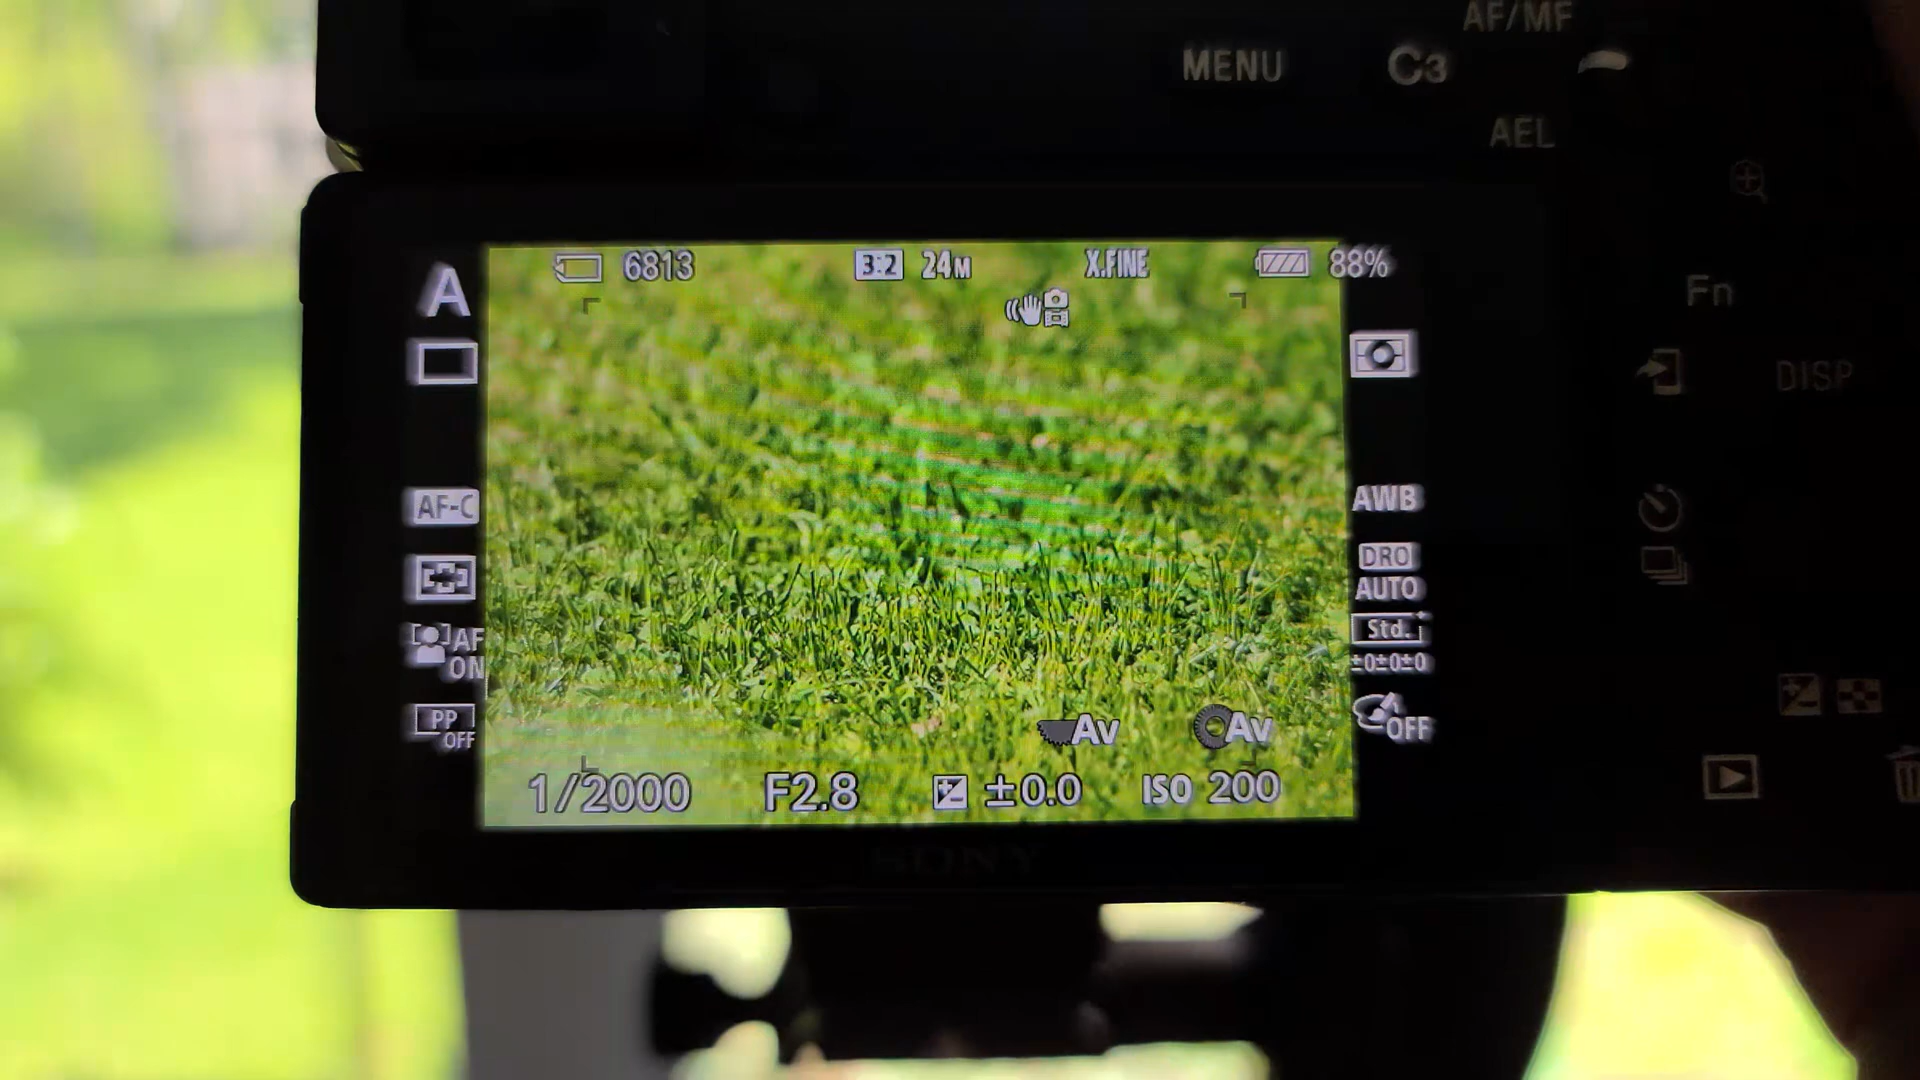 AF/MF
MENU C3
AEL
6813 3:2 24M X.FINE 88%
A
Fn
DISP
AF-C
AWB
DRO
AUTO
AF
ON
Std.
±0±0±0
PP
OFF
Av Av
OFF
1/2000 F2.8 ±0.0 ISO 200
SONY